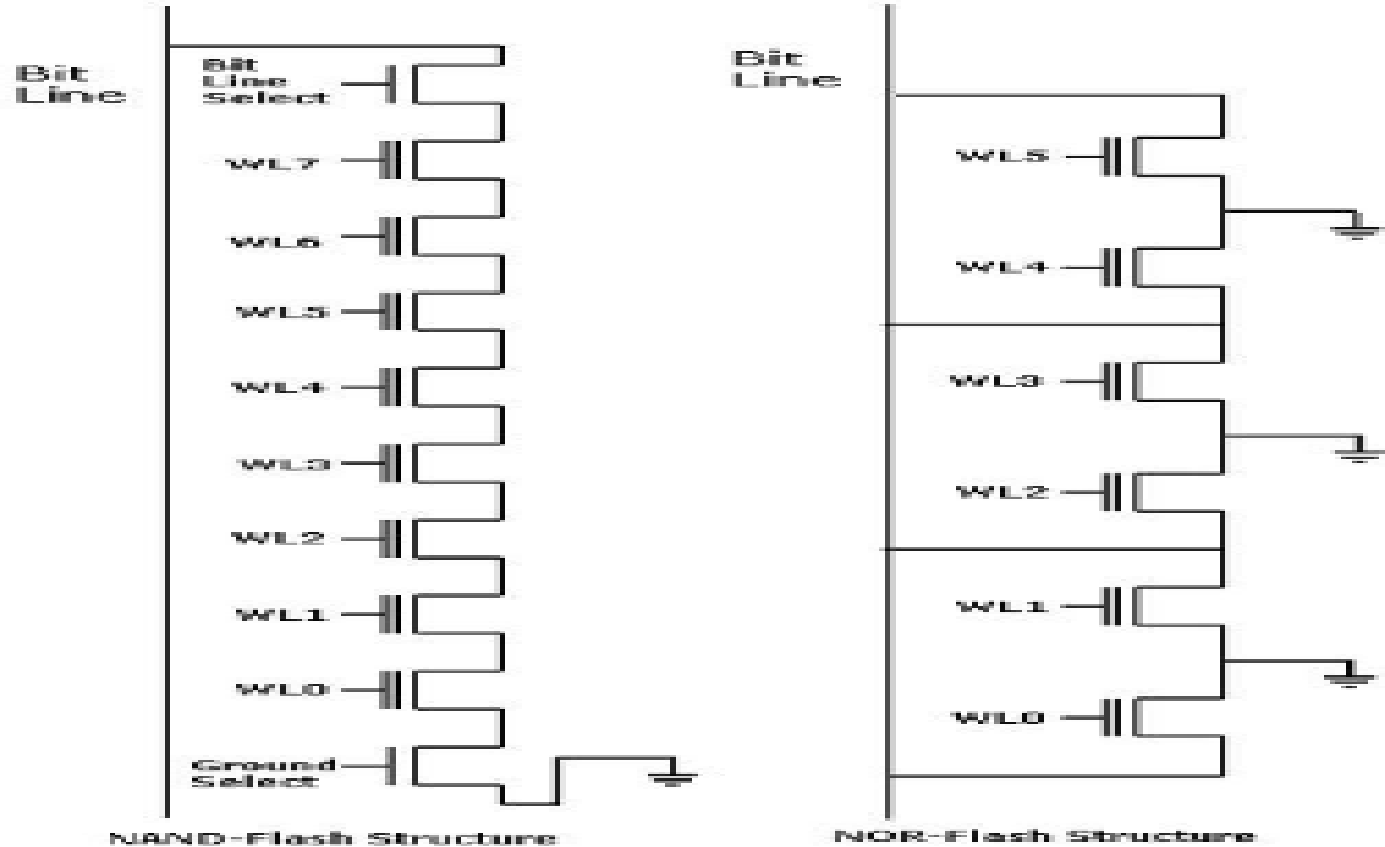 Bit
Line
Bit
Line
Select
WL7
WL6
WL5
WL4
WL3
WL2
WL1
WL0
Ground
Select
NAND-Flash Structure
Bit
Line
WL5
WL4
WL3
WL2
WL1
WL0
NOR-Flash Structure